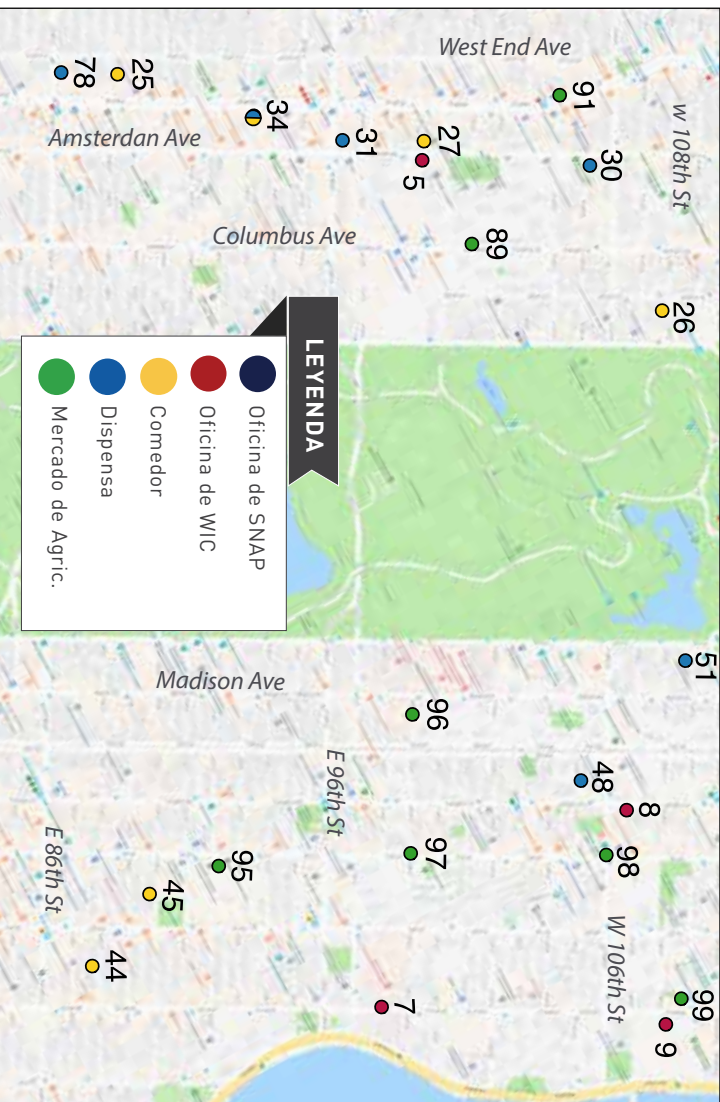 West End Ave
W 108th St
91
78
25
34
30
31
27
5
Amsterdan Ave
Columbus Ave
89
26
LEYENDA
Oficina de SNAP
Oficina de WIC
Comedor
Dispensa
Mercado de Agric.
51
Madison Ave
96
E 96th St
48
8
98
97
95
45
E 86th St
44
W 106th St
99
9
7